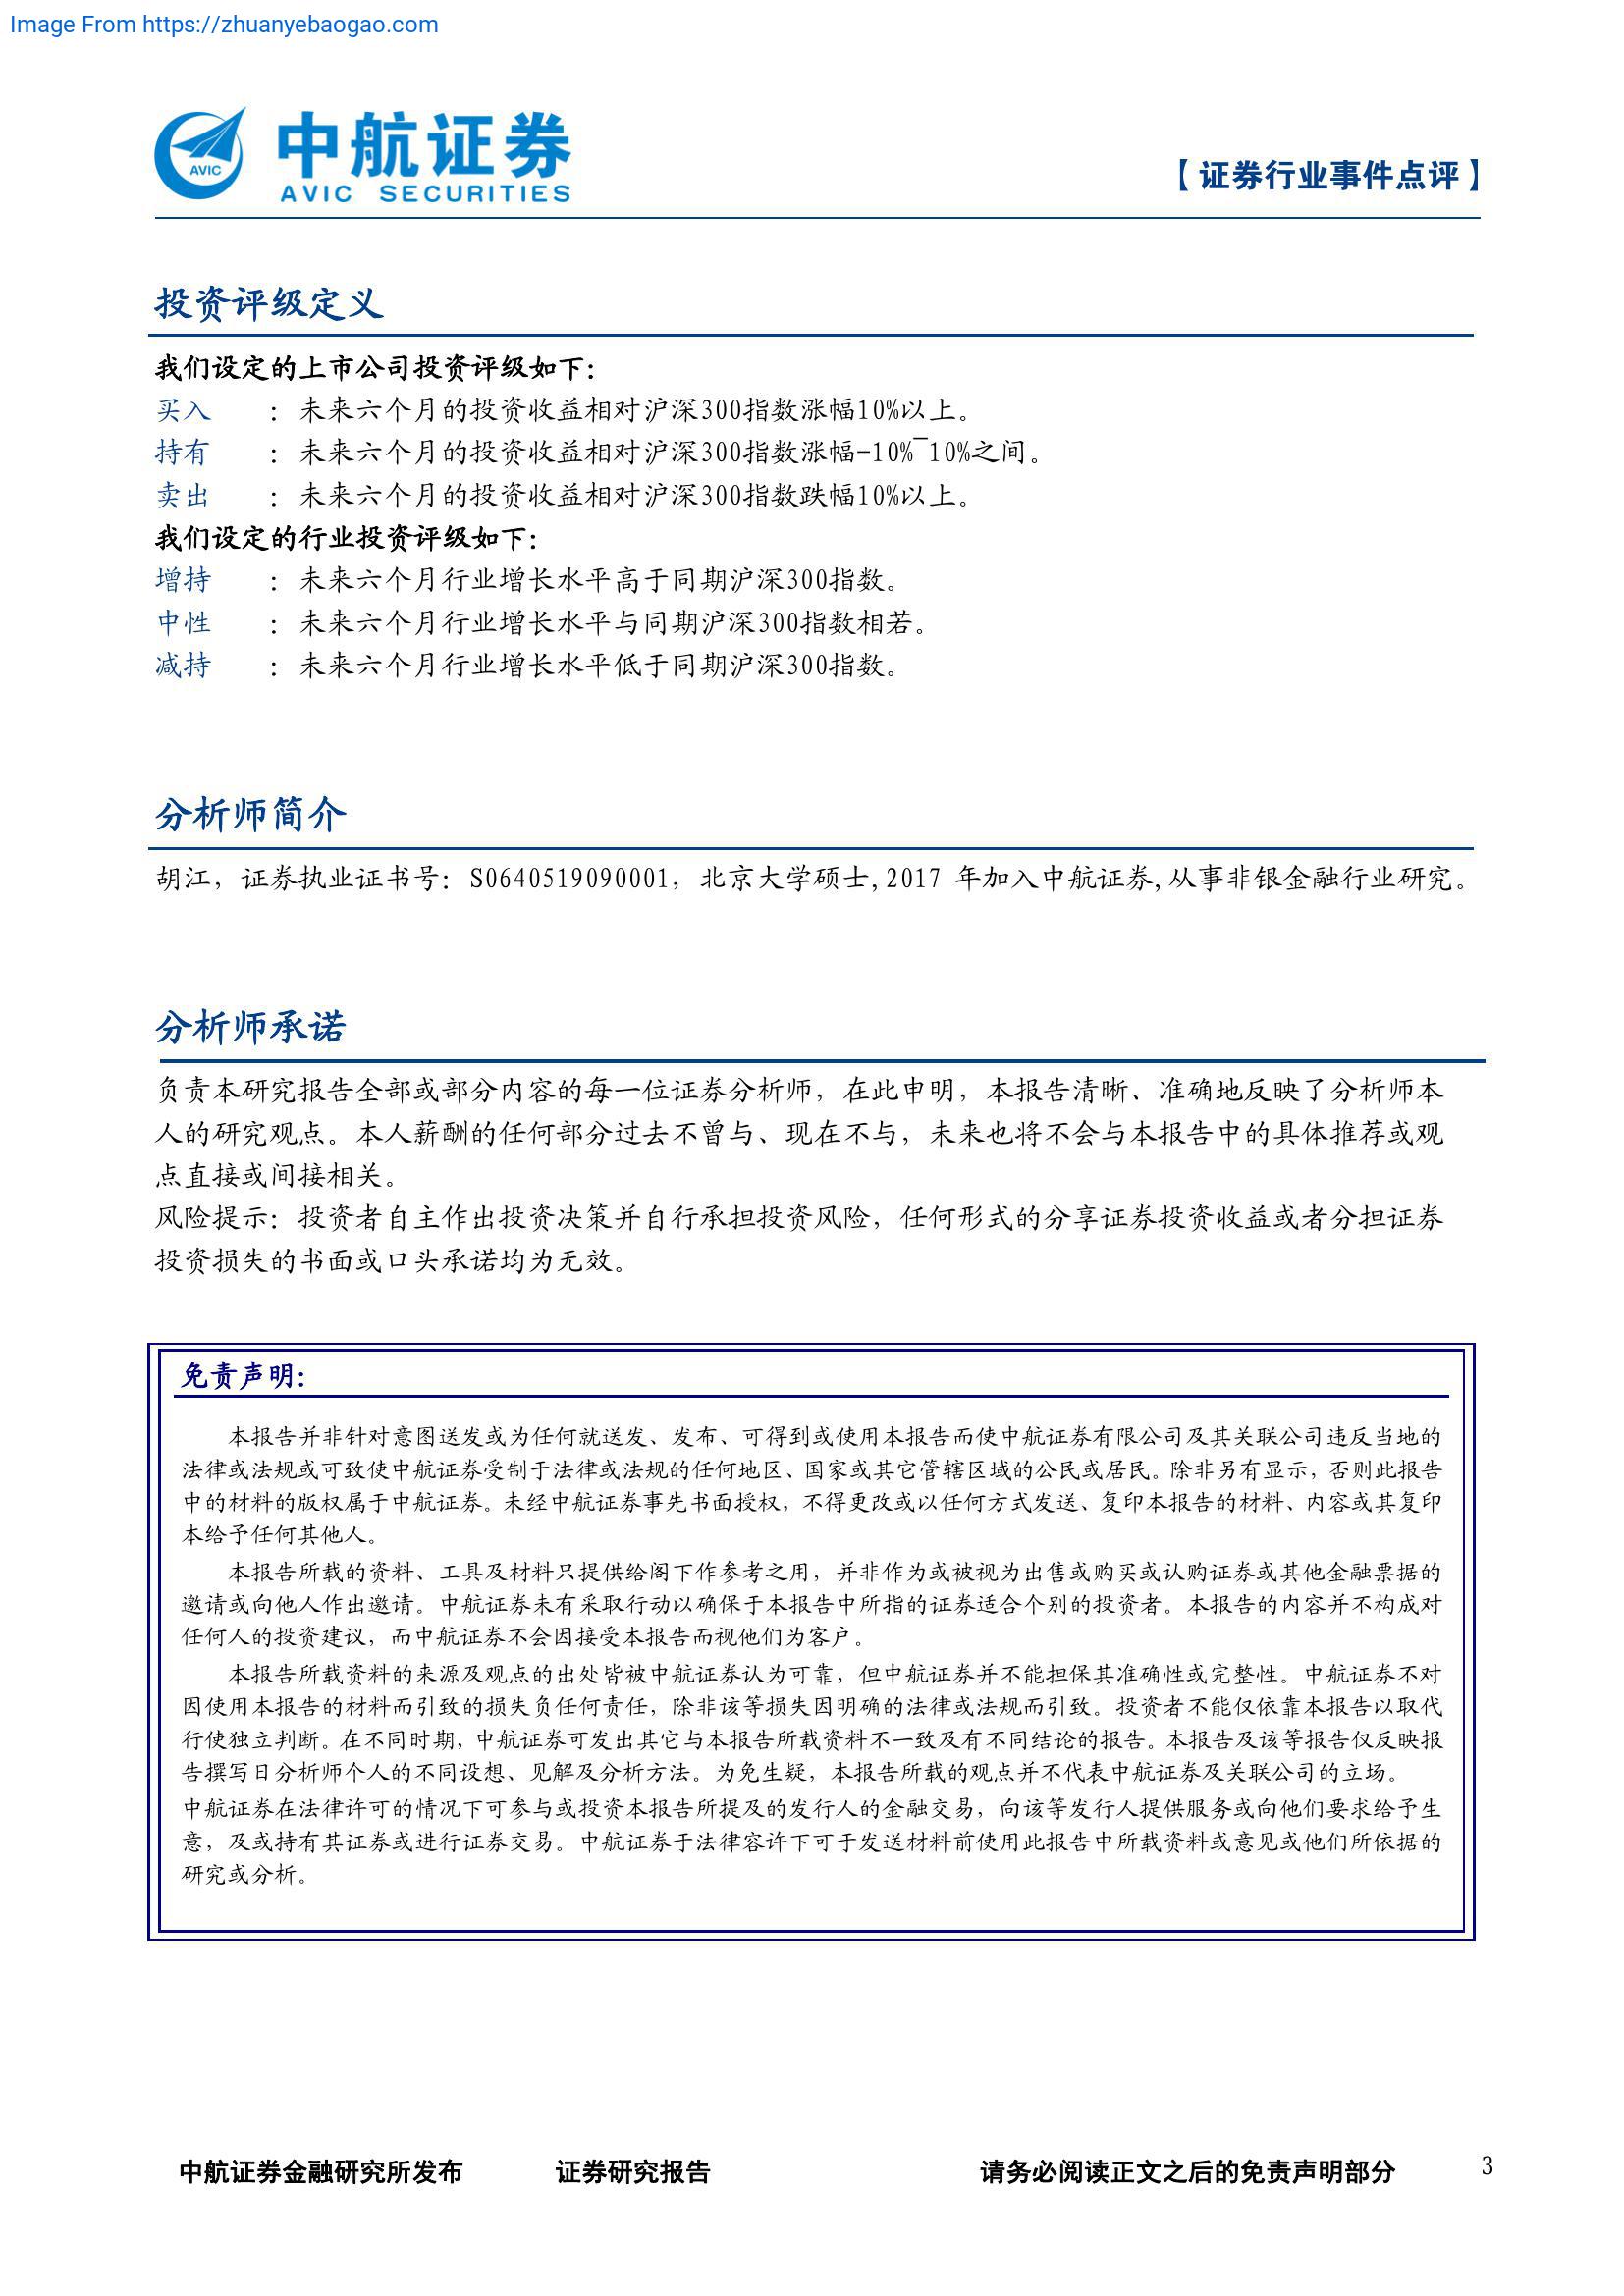 Image From https://zhuanyebaogao.com
AVIC
中航证券
AVIC SECURITIES
【证券行业事件点评】
投资评级定义
我们设定的上市公司投资评级如下：
买入 ：未来六个月的投资收益相对沪深300指数涨幅10%以上。
持有 ：未来六个月的投资收益相对沪深300指数涨幅-10%~10%之间。
卖出 ：未来六个月的投资收益相对沪深300指数跌幅10%以上。
我们设定的行业投资评级如下：
增持 ：未来六个月行业增长水平高于同期沪深300指数。
中性 ：未来六个月行业增长水平与同期沪深300指数相若。
减持 ：未来六个月行业增长水平低于同期沪深300指数。
分析师简介
胡江，证券执业证书号：S0640519090001，北京大学硕士,2017 年加入中航证券,从事非银金融行业研究。
分析师承诺
负责本研究报告全部或部分内容的每一位证券分析师，在此申明，本报告清晰、准确地反映了分析师本
人的研究观点。本人薪酬的任何部分过去不曾与、现在不与，未来也将不会与本报告中的具体推荐或观
点直接或间接相关。
风险提示：投资者自主作出投资决策并自行承担投资风险，任何形式的分享证券投资收益或者分担证券
投资损失的书面或口头承诺均为无效。
免责声明：
本报告并非针对意图送发或为任何就送发、发布、可得到或使用本报告而使中航证券有限公司及其关联公司违反当地的
法律或法规或可致使中航证券受制于法律或法规的任何地区、国家或其它管辖区域的公民或居民。除非另有显示，否则此报告
中的材料的版权属于中航证券。未经中航证券事先书面授权，不得更改或以任何方式发送、复印本报告的材料、内容或其复印
本给予任何其他人。
本报告所载的资料、工具及材料只提供给阁下作参考之用，并非作为或被视为出售或购买或认购证券或其他金融票据的
邀请或向他人作出邀请。中航证券未有采取行动以确保于本报告中所指的证券适合个别的投资者。本报告的内容并不构成对
任何人的投资建议，而中航证券不会因接受本报告而视他们为客户。
本报告所载资料的来源及观点的出处皆被中航证券认为可靠，但中航证券并不能担保其准确性或完整性。中航证券不对
因使用本报告的材料而引致的损失负任何责任，除非该等损失因明确的法律或法规而引致。投资者不能仅依靠本报告以取代
行使独立判断。在不同时期，中航证券可发出其它与本报告所载资料不一致及有不同结论的报告。本报告及该等报告仅反映报
告撰写日分析师个人的不同设想、见解及分析方法。为免生疑，本报告所载的观点并不代表中航证券及关联公司的立场。
中航证券在法律许可的情况下可参与或投资本报告所提及的发行人的金融交易，向该等发行人提供服务或向他们要求给予生
意，及或持有其证券或进行证券交易。中航证券于法律容许下可于发送材料前使用此报告中所载资料或意见或他们所依据的
研究或分析。
中航证券金融研究所发布 证券研究报告 请务必阅读正文之后的免责声明部分 3